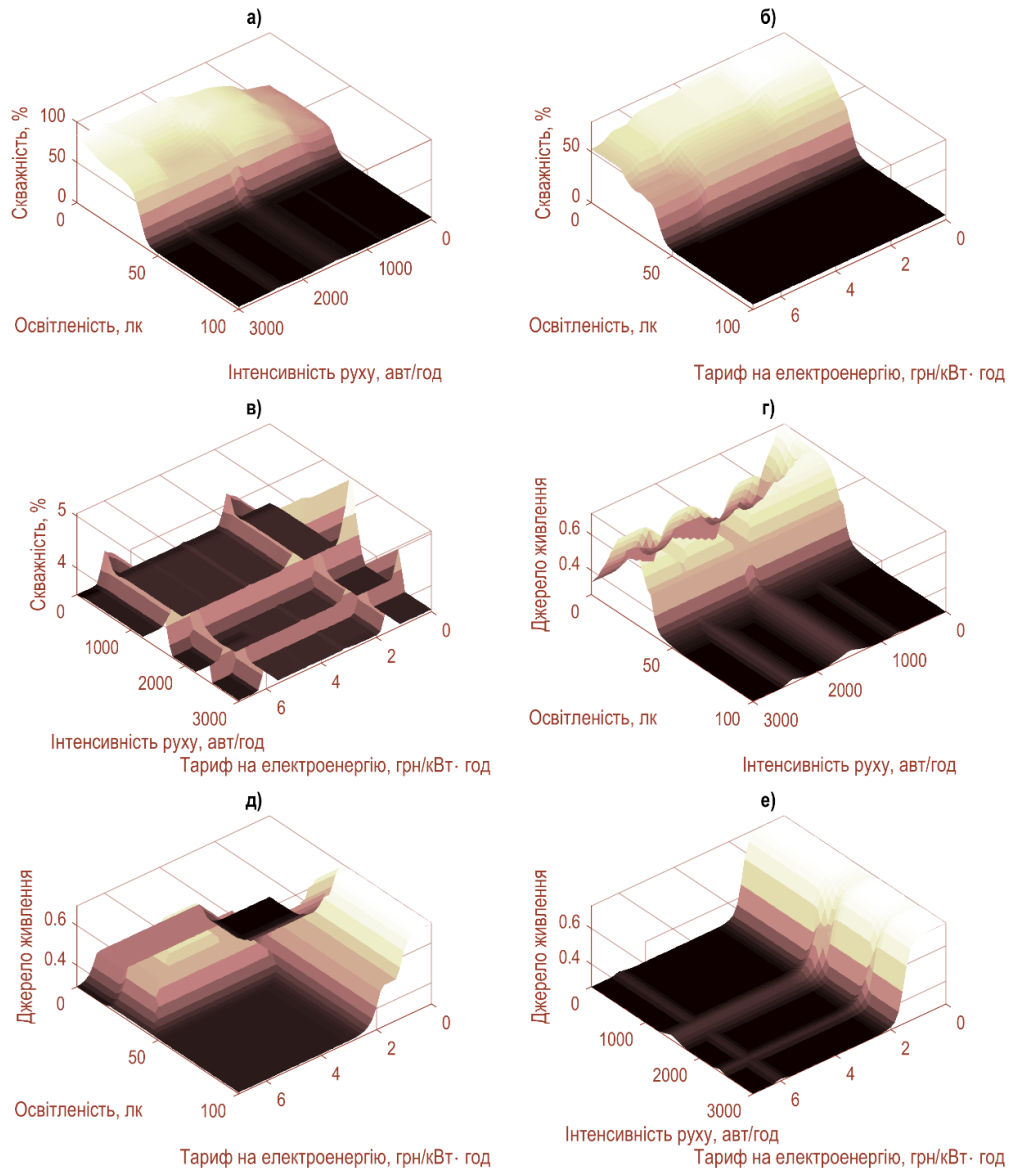 а)
Скважність, %
100
50
0
0
50
100
Освітленість, лк
3000
2000
1000
0
Інтенсивність руху, авт/год
б)
Скважність, %
50
0
0
50
100
Освітленість, лк
6
4
2
0
Тариф на електроенергію, грн/кВт· год
в)
Скважність, %
5
4
0
1000
2000
3000
Інтенсивність руху, авт/год
6
4
2
0
Тариф на електроенергію, грн/кВт· год
г)
Джерело живлення
0.6
0.4
0
50
100
Освітленість, лк
3000
2000
1000
0
Інтенсивність руху, авт/год
д)
Джерело живлення
0.6
0.4
0
50
100
Освітленість, лк
6
4
2
0
Тариф на електроенергію, грн/кВт· год
е)
Джерело живлення
0.6
0.4
0
1000
2000
3000
Інтенсивність руху, авт/год
6
4
2
0
Тариф на електроенергію, грн/кВт· год